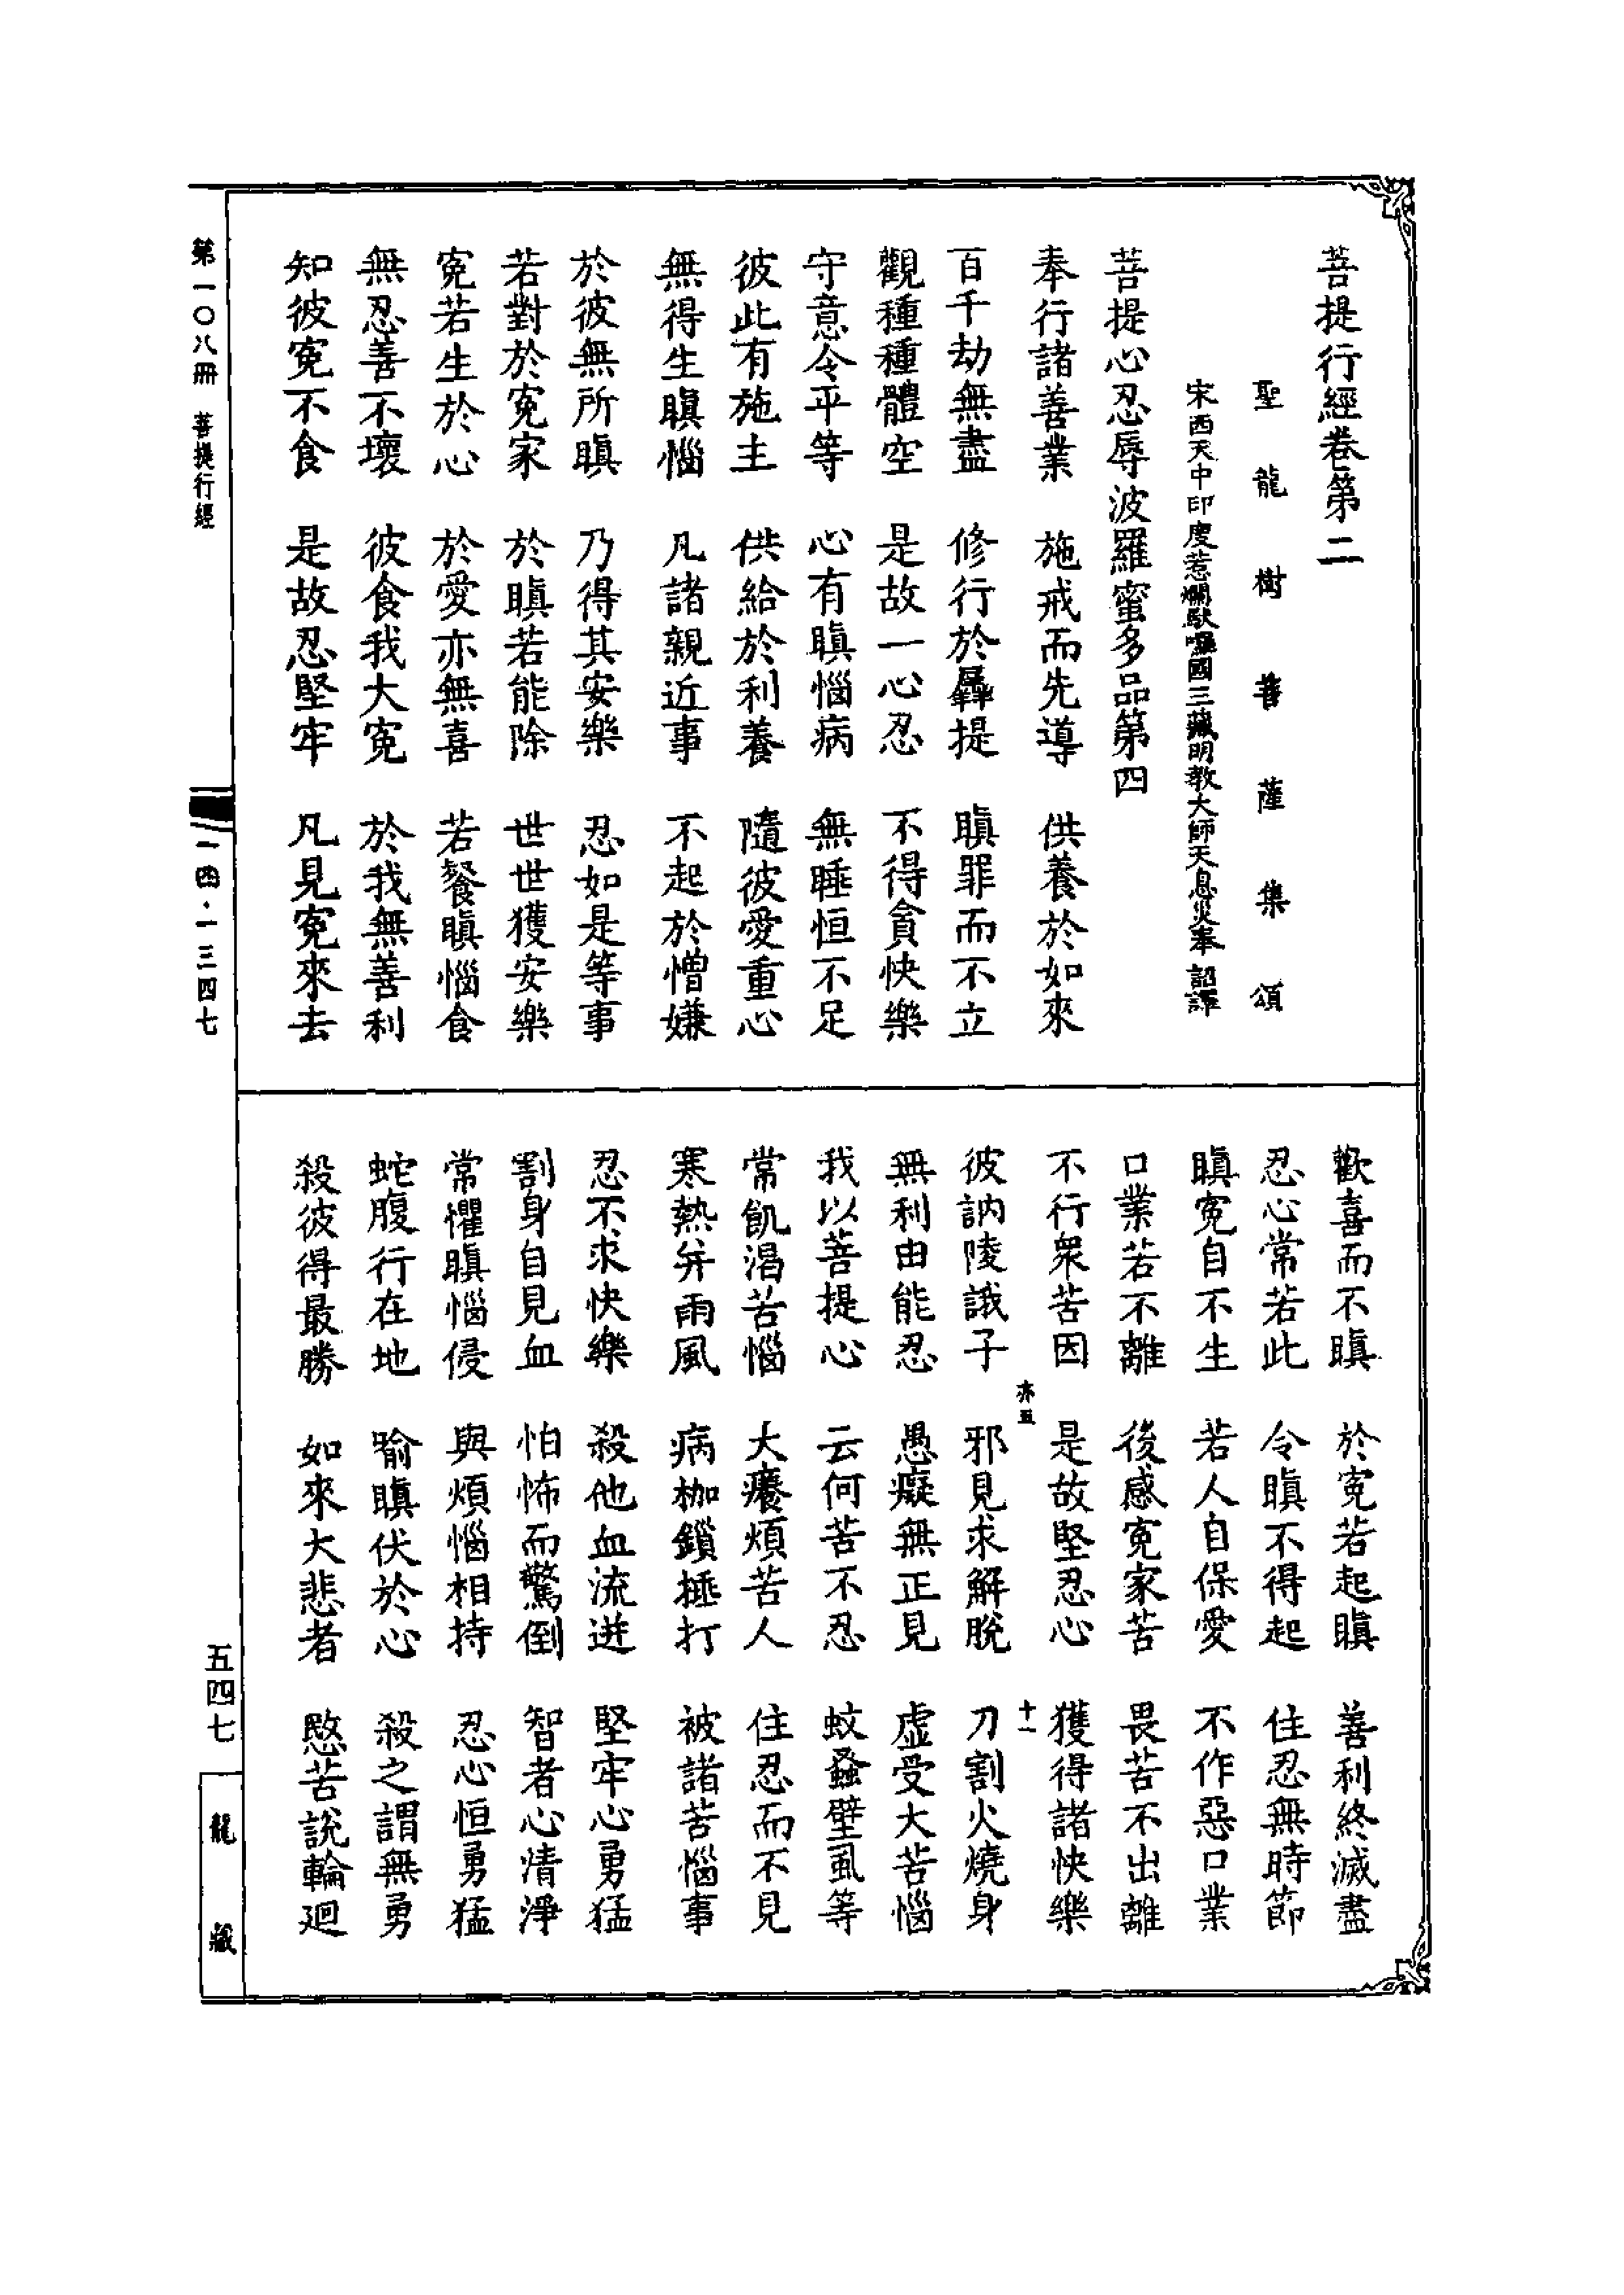 菩提行經卷第二
聖龍樹菩薩集頌
宋西天中印度惹爛馱囉國三藏明教大師天息災奉 詔譯
菩提心忍辱波羅蜜多品第四
奉行諸善業 施戒而先導 供養於如來
百千劫無盡 修行於羼提 瞋罪而不立
觀種種體空 是故一心忍 不得貪快樂
守意令平等 心有瞋惱病 無睡恒不足
彼此有施主 供給於利養 隨彼愛重心
無得生瞋惱 凡諸親近事 不起於憎嫌
於彼無所瞋 乃得其安樂 忍如是等事
若對於冤家 於瞋若能除 世世獲安樂
冤若生於心 於愛亦無喜 若餐瞋惱食
無忍善不壞 彼食我大冤 於我無善利
知彼冤不食 是故忍堅牢 凡見冤來去
歡喜而不瞋 於冤若起瞋 善利終滅盡
忍心常若此 令瞋不得起 住忍無時節
瞋冤自不生 若人自保愛 不作惡口業
口業若不離 後感冤家苦 畏苦不出離
不行衆苦因 是故堅忍心 獲得諸快樂
亦五 十一
彼訥陵誐子 邪見求解脫 刀割火燒身
無利由能忍 愚癡無正見 虛受大苦惱
我以菩提心 云何苦不忍 蚊蚤壁虱等
常飢渴苦惱 大癢煩苦人 住忍而不見
寒熱并雨風 病枷鎖捶打 被諸苦惱事
忍不求快樂 殺他血流迸 堅牢心勇猛
割身自見血 怕怖而驚倒 智者心清淨
常懼瞋惱侵 與煩惱相持 忍心恒勇猛
蛇腹行在地 喻瞋伏於心 殺之謂無勇
殺彼得最勝 如來大悲者 愍苦說輪迴
第一〇八冊 菩提行經
一四·一三四七
五四七
龍藏